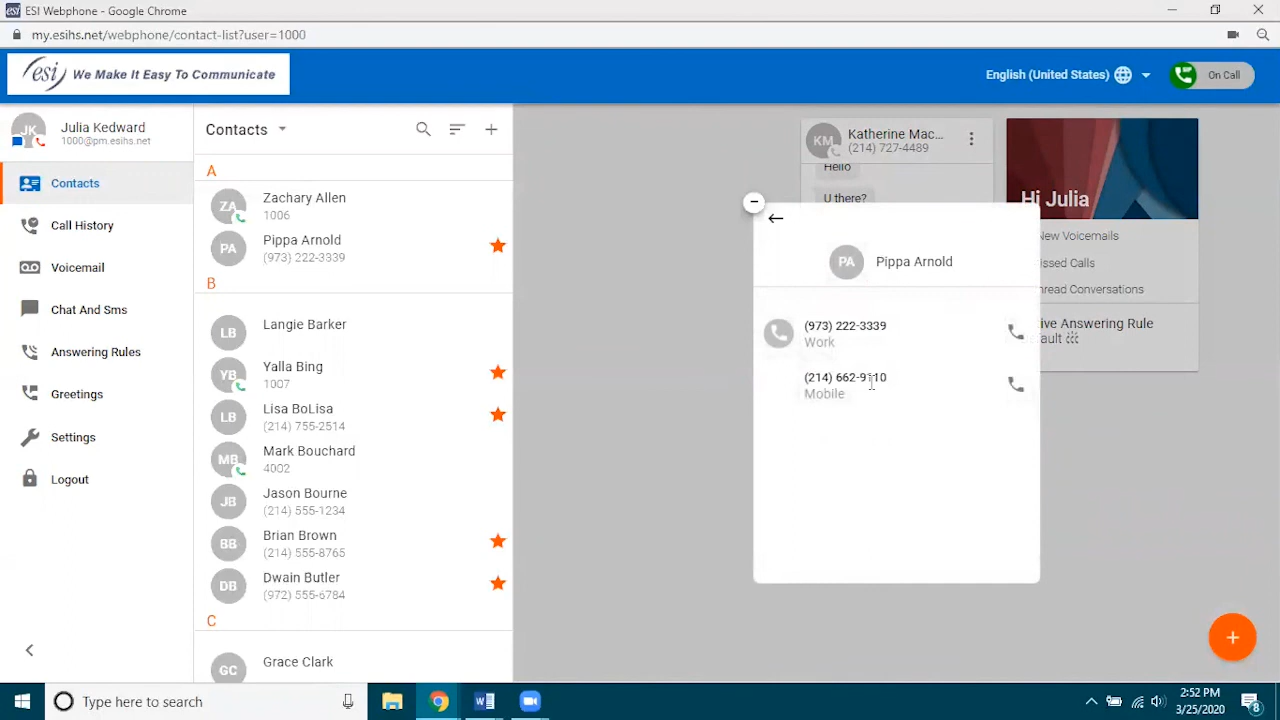 esi ESI Webphone - Google Chrome
my.esihs.net/webphone/contact-list?user=1000
esi We Make It Easy To Communicate
English (United States)
On Call
JK
Julia Kedward
1000@pm.esihs.net
Contacts
Call History
Voicemail
Chat And Sms
Answering Rules
Greetings
Settings
Logout
Contacts
A
ZA
Zachary Allen
1006
PA
Pippa Arnold
(973) 222-3339
B
LB
Langie Barker
YB
Yalla Bing
1007
LB
Lisa BoLisa
(214) 755-2514
MB
Mark Bouchard
4002
JB
Jason Bourne
(214) 555-1234
BB
Brian Brown
(214) 555-8765
DB
Dwain Butler
(972) 555-6784
C
GC
Grace Clark
KM
Katherine Mac...
(214) 727-4489
Hello
U there?
PA
Pippa Arnold
(973) 222-3339
Work
(214) 662-9110
Mobile
Hi Julia
New Voicemails
issed Calls
nread Conversations
ive Answering Rule
Default
Type here to search
2:52 PM
3/25/2020
8